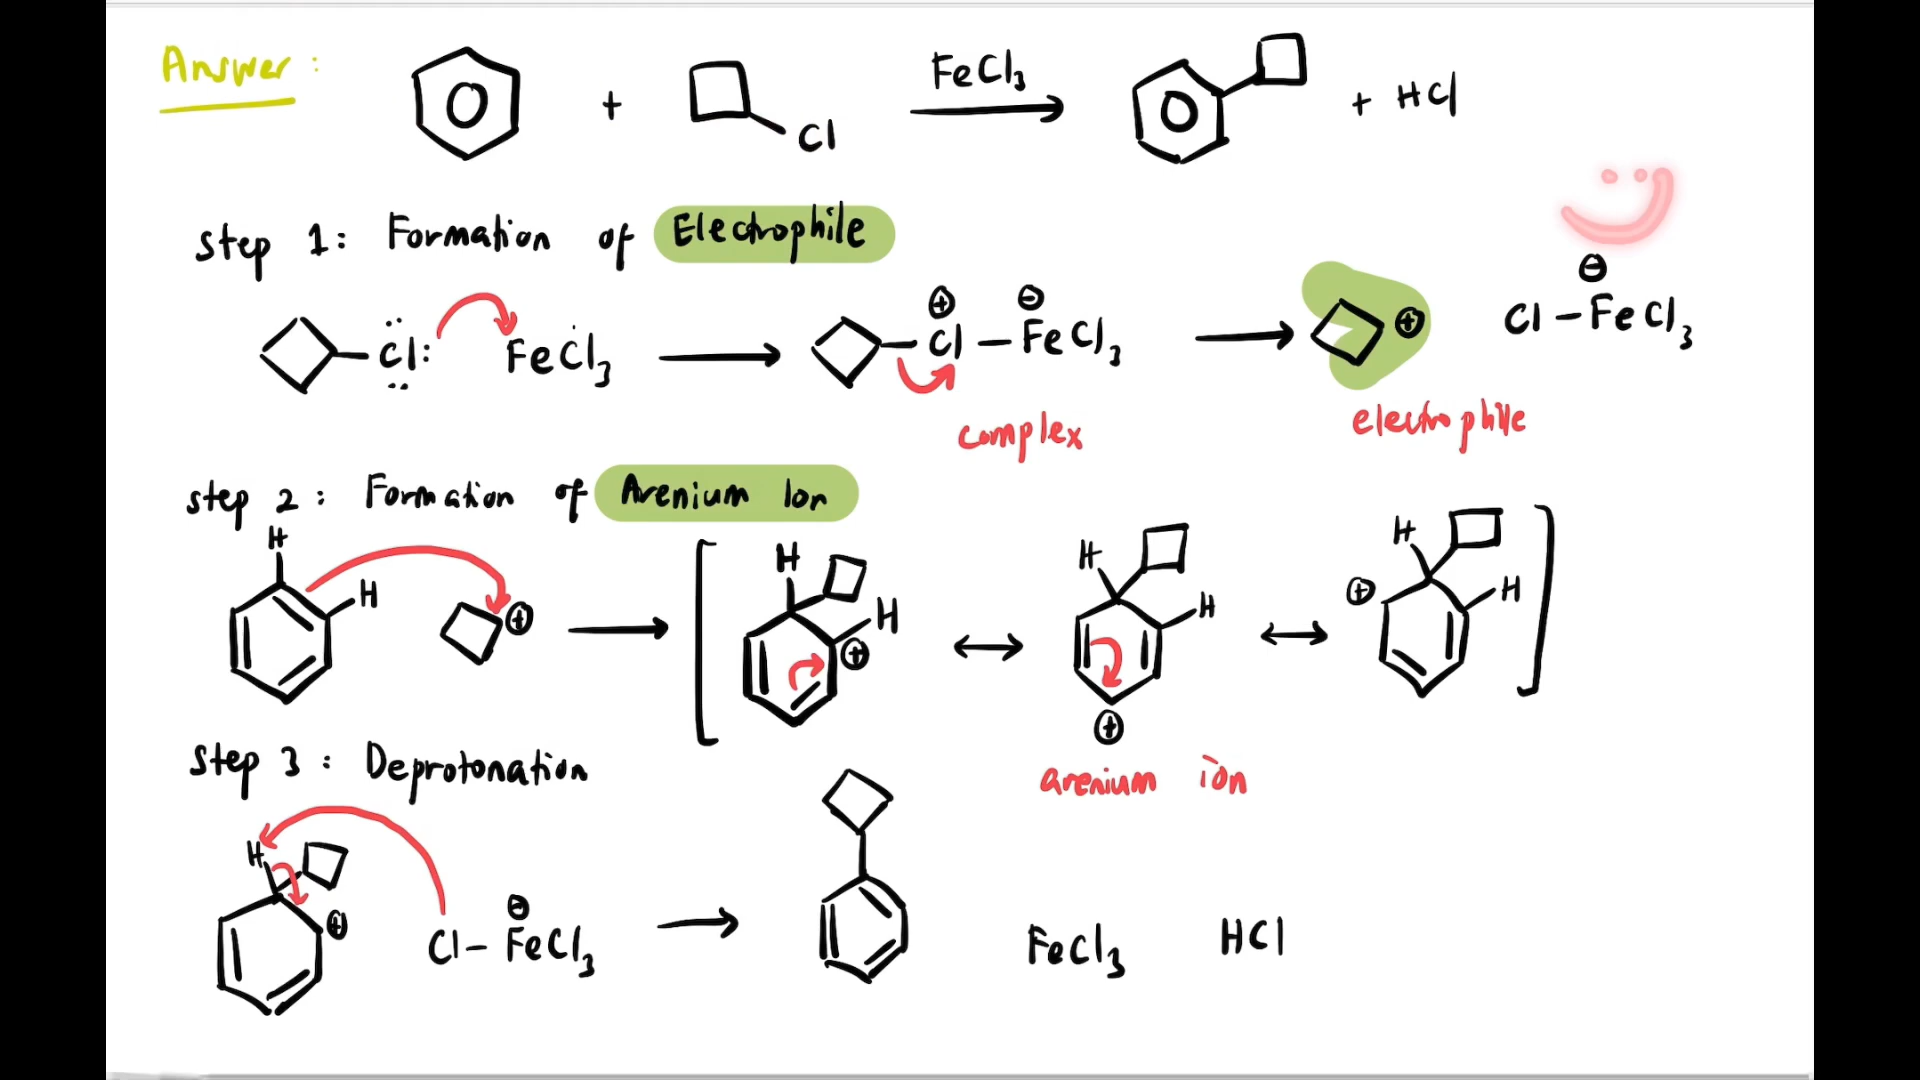 Answer :
+ Cl FeCl3 + HCl
step 1: Formation of Electrophile
Cl: FeCl3 ⊕ Cl – ⊖ FeCl3 ⊕ ⊖ Cl – FeCl3
complex electrophile
step 2 : Formation of Arenium Ion
H H ⊕ H H ⊕ H H ⊕ H H ⊕
arenium ion
step 3 : Deprotonation
H ⊕ Cl – ⊖ FeCl3 FeCl3 HCl